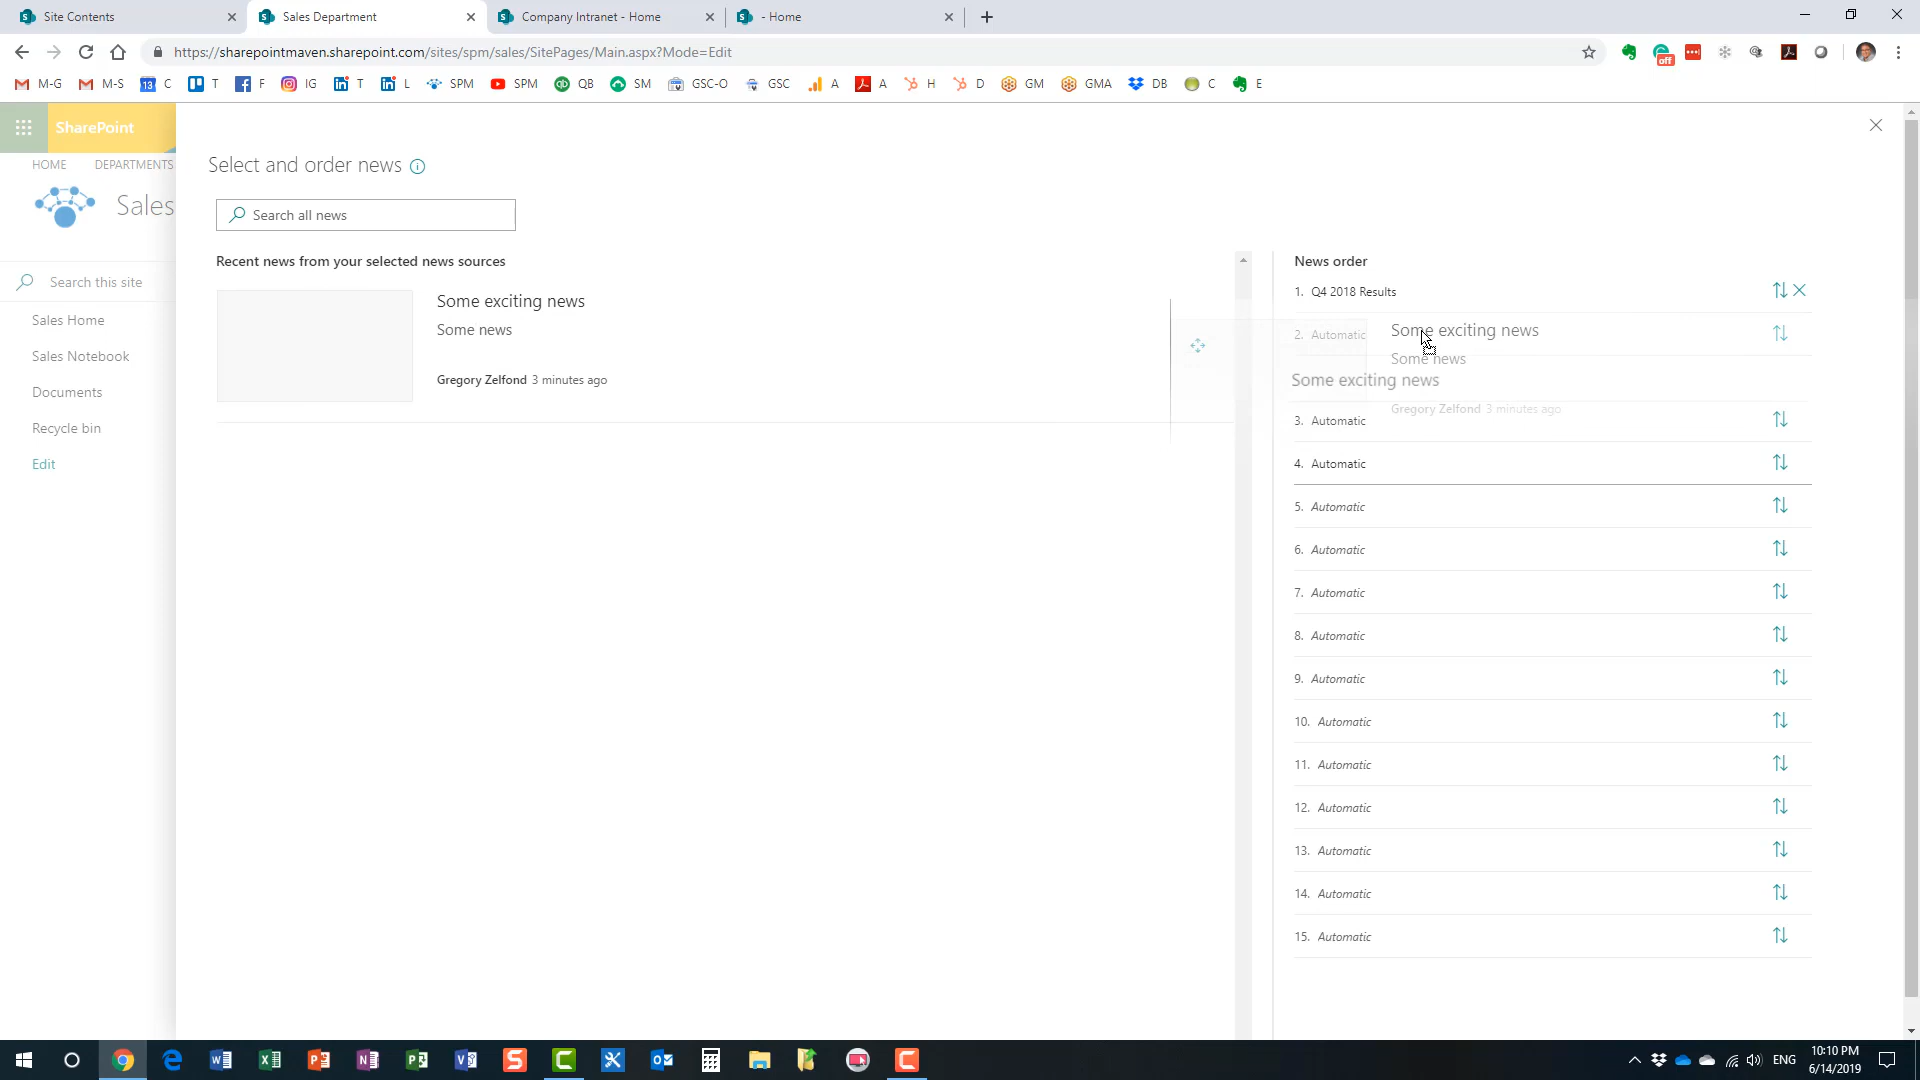 Site Contents
Sales Department
Company Intranet - Home
- Home
https://sharepointmaven.sharepoint.com/sites/spm/sales/SitePages/Main.aspx?Mode=Edit
off
M-G
M-S
13
C
T
F
IG
T
L
SPM
SPM
QB
SM
GSC-O
GSC
A
A
H
D
GM
GMA
DB
C
E
SharePoint
HOME
DEPARTMENTS
Sales
Search this site
Sales Home
Sales Notebook
Documents
Recycle bin
Edit
Select and order news
Search all news
Recent news from your selected news sources
Some exciting news
Some news
Gregory Zelfond 3 minutes ago
News order
1. Q4 2018 Results
2. Automatic
Some exciting news
Some news
Some exciting news
Gregory Zelfond 3 minutes ago
3. Automatic
4. Automatic
5. Automatic
6. Automatic
7. Automatic
8. Automatic
9. Automatic
10. Automatic
11. Automatic
12. Automatic
13. Automatic
14. Automatic
15. Automatic
ENG
10:10 PM
6/14/2019